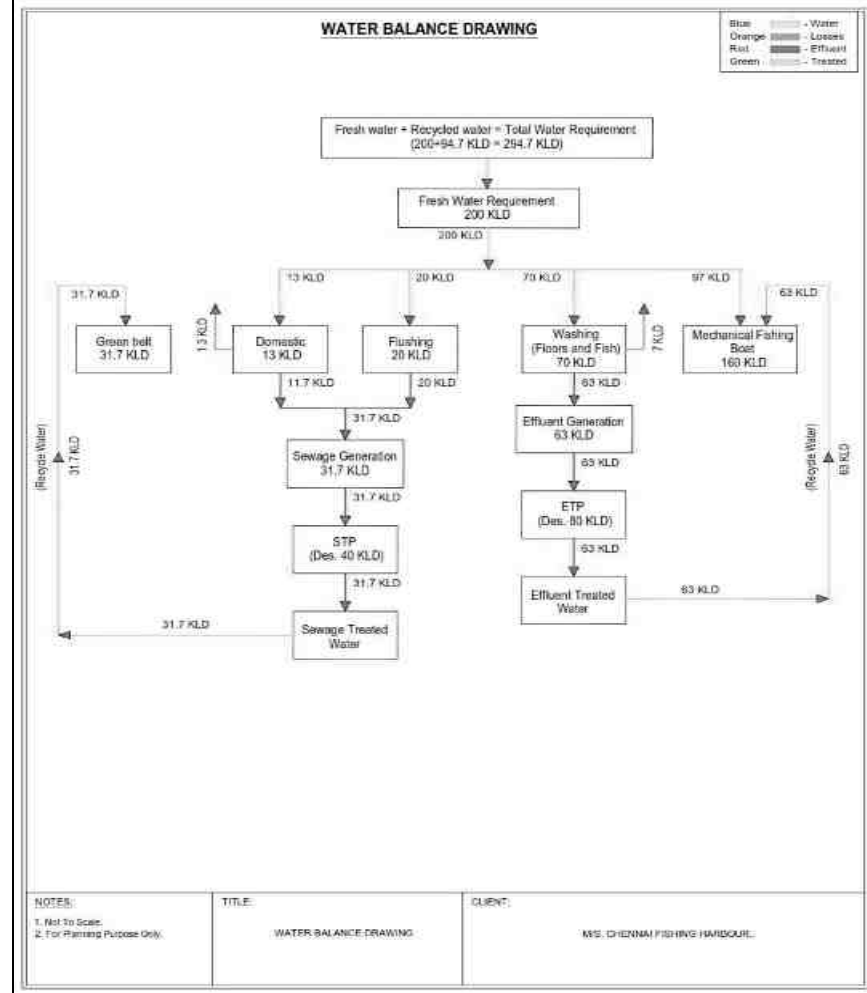 WATER BALANCE DRAWING
Blue - Water
Orange - Losses
Red - Effluent
Green - Treated
Fresh water + Recycled water = Total Water Requirement
(200+94.7 KLD = 294.7 KLD)
Fresh Water Requirement
200 KLD
200 KLD
13 KLD
20 KLD
70 KLD
97 KLD
31.7 KLD
63 KLD
Green belt
31.7 KLD
1.3 KLD
Domestic
13 KLD
Flushing
20 KLD
Washing
(Floors and Fish)
70 KLD
7 KLD
Mechanical Fishing
Boat
160 KLD
11.7 KLD
20 KLD
63 KLD
31.7 KLD
Effluent Generation
63 KLD
Sewage Generation
31.7 KLD
63 KLD
(Recycle Water)
31.7 KLD
(Recycle Water)
63 KLD
31.7 KLD
ETP
(Des. 80 KLD)
STP
(Des. 40 KLD)
63 KLD
31.7 KLD
Effluent Treated
Water
63 KLD
31.7 KLD
Sewage Treated
Water
NOTES:
1. Not To Scale.
2. For Planning Purpose Only.
TITLE:
WATER BALANCE DRAWING
CLIENT:
M/S. CHENNAI FISHING HARBOUR.